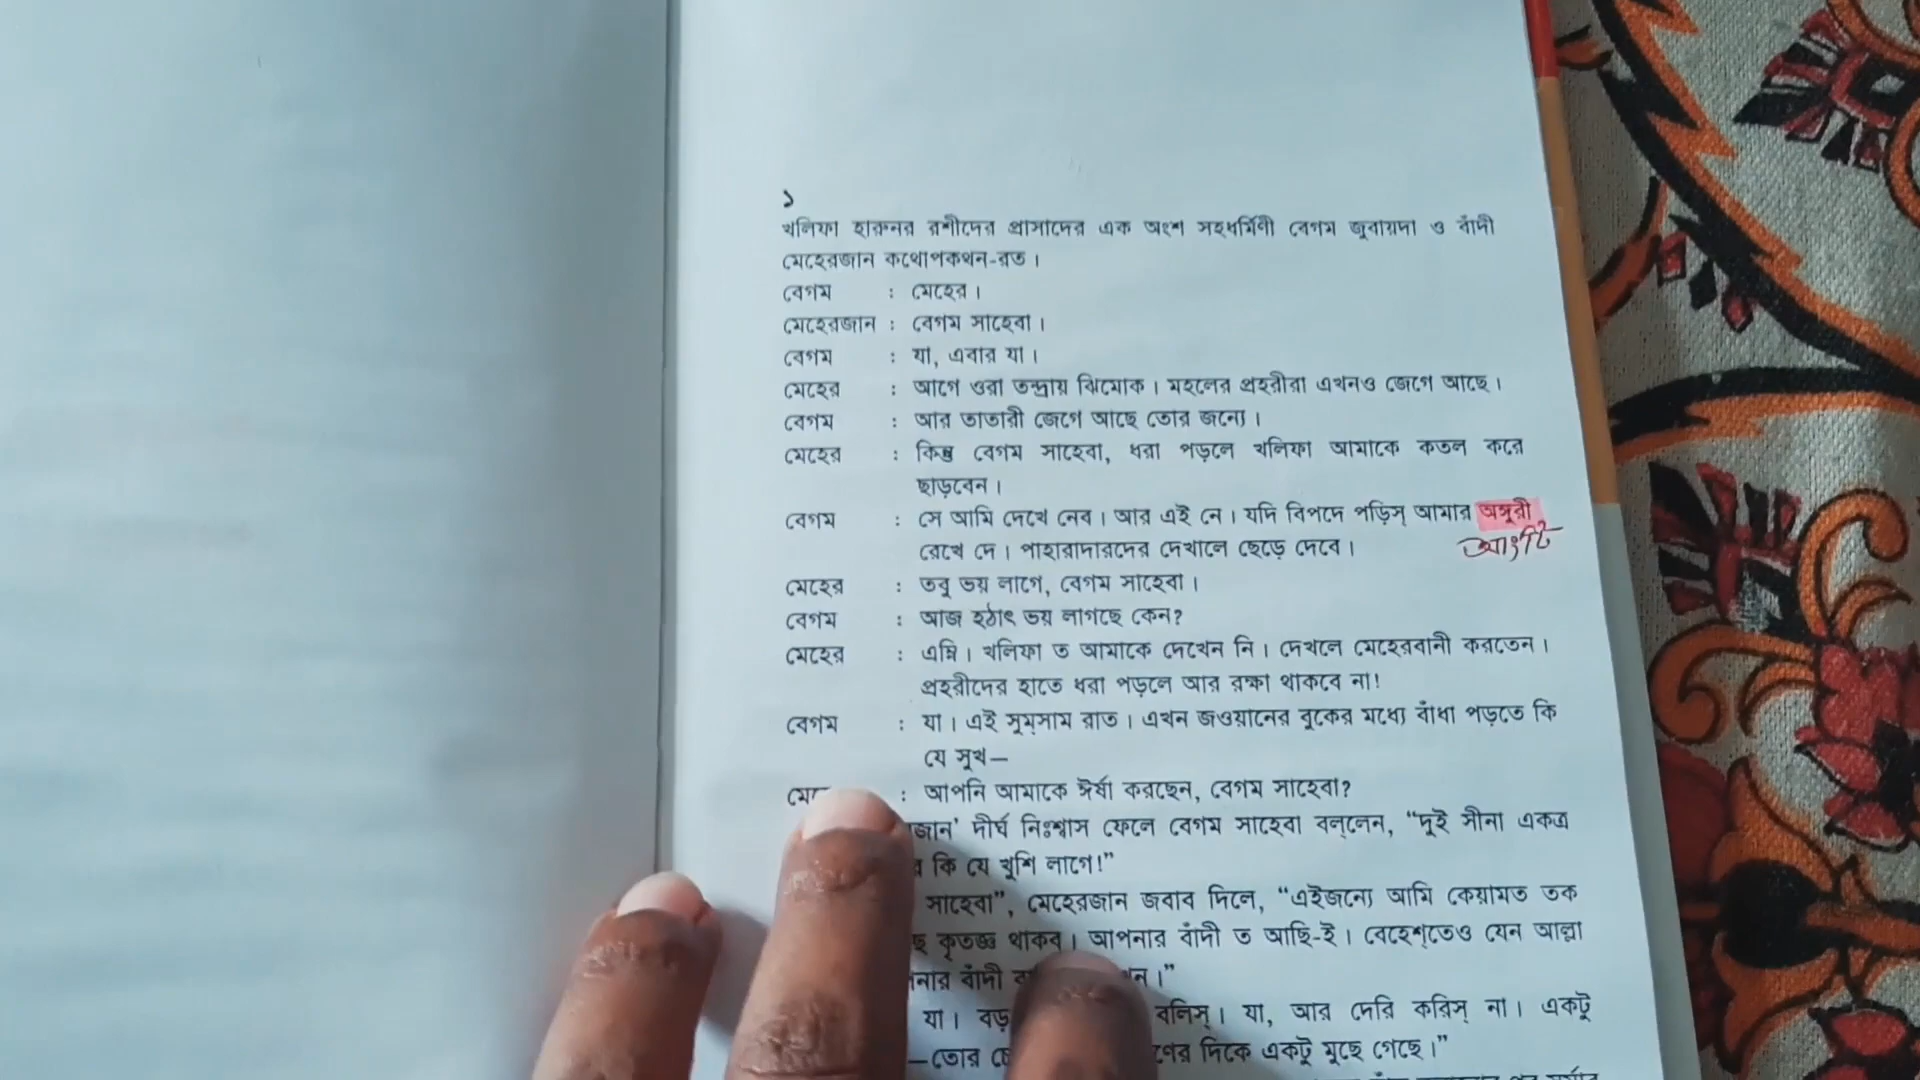 ১
খলিফা হারুনর রশীদের প্রাসাদের এক অংশ সহধর্মিণী বেগম জুবায়দা ও বাঁদী
মেহেরজান কথোপকথন-রত।
বেগম : মেহের।
মেহেরজান : বেগম সাহেবা।
বেগম : যা, এবার যা।
মেহের : আগে ওরা তন্দ্রায় ঝিমোক। মহলের প্রহরীরা এখনও জেগে আছে।
বেগম : আর তাতারী জেগে আছে তোর জন্যে।
মেহের : কিন্তু বেগম সাহেবা, ধরা পড়লে খলিফা আমাকে কতল করে
ছাড়বেন।
বেগম : সে আমি দেখে নেব। আর এই নে। যদি বিপদে পড়িস্ আমার অঙ্গুরী
রেখে দে। পাহারাদারদের দেখালে ছেড়ে দেবে।
আংটি
মেহের : তবু ভয় লাগে, বেগম সাহেবা।
বেগম : আজ হঠাৎ ভয় লাগছে কেন?
মেহের : এম্নি। খলিফা ত আমাকে দেখেন নি। দেখলে মেহেরবানী করতেন।
প্রহরীদের হাতে ধরা পড়লে আর রক্ষা থাকবে না!
বেগম : যা। এই সুম্‌সাম রাত। এখন জওয়ানের বুকের মধ্যে বাঁধা পড়তে কি
যে সুখ—
: আপনি আমাকে ঈর্ষা করছেন, বেগম সাহেবা?
দীর্ঘ নিঃশ্বাস ফেলে বেগম সাহেবা বল্‌লেন, “দুই সীনা একত্র
কি যে খুশি লাগে!”
সাহেবা”, মেহেরজান জবাব দিলে, “এইজন্যে আমি কেয়ামত তক
কৃতজ্ঞ থাকব। আপনার বাঁদী ত আছি-ই। বেহেশ্‌তেও যেন আল্লা
বাঁদী
যা। বলিস্। যা, আর দেরি করিস্ না। একটু
—তোর দিকে একটু মুছে গেছে।”